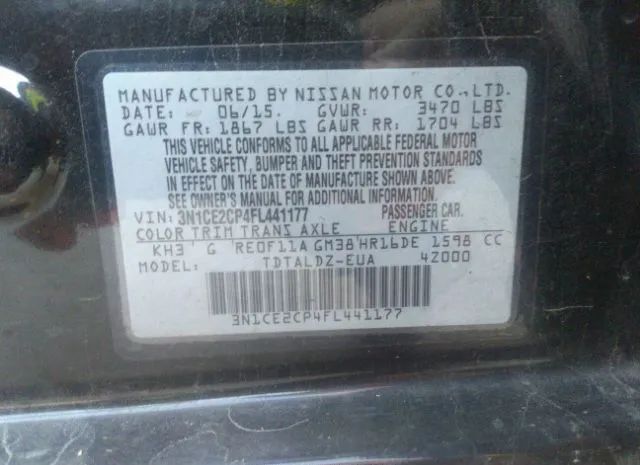 MANUFACTURED BY NISSAN MOTOR CO.,LTD.
DATE: 06/15. GVWR: 3470 LBS
GAWR FR: 1867 LBS GAWR RR: 1704 LBS
THIS VEHICLE CONFORMS TO ALL APPLICABLE FEDERAL MOTOR
VEHICLE SAFETY, BUMPER AND THEFT PREVENTION STANDARDS
IN EFFECT ON THE DATE OF MANUFACTURE SHOWN ABOVE.
SEE OWNER'S MANUAL FOR ADDITIONAL INFORMATION.
VIN: 3N1CE2CP4FL441177 PASSENGER CAR.
COLOR TRIM TRANS AXLE ENGINE
KH3 G RE0F11A GM38 HR16DE 1598 CC
MODEL: TDTALDZ-EUA 4Z000
3N1CE2CP4FL441177